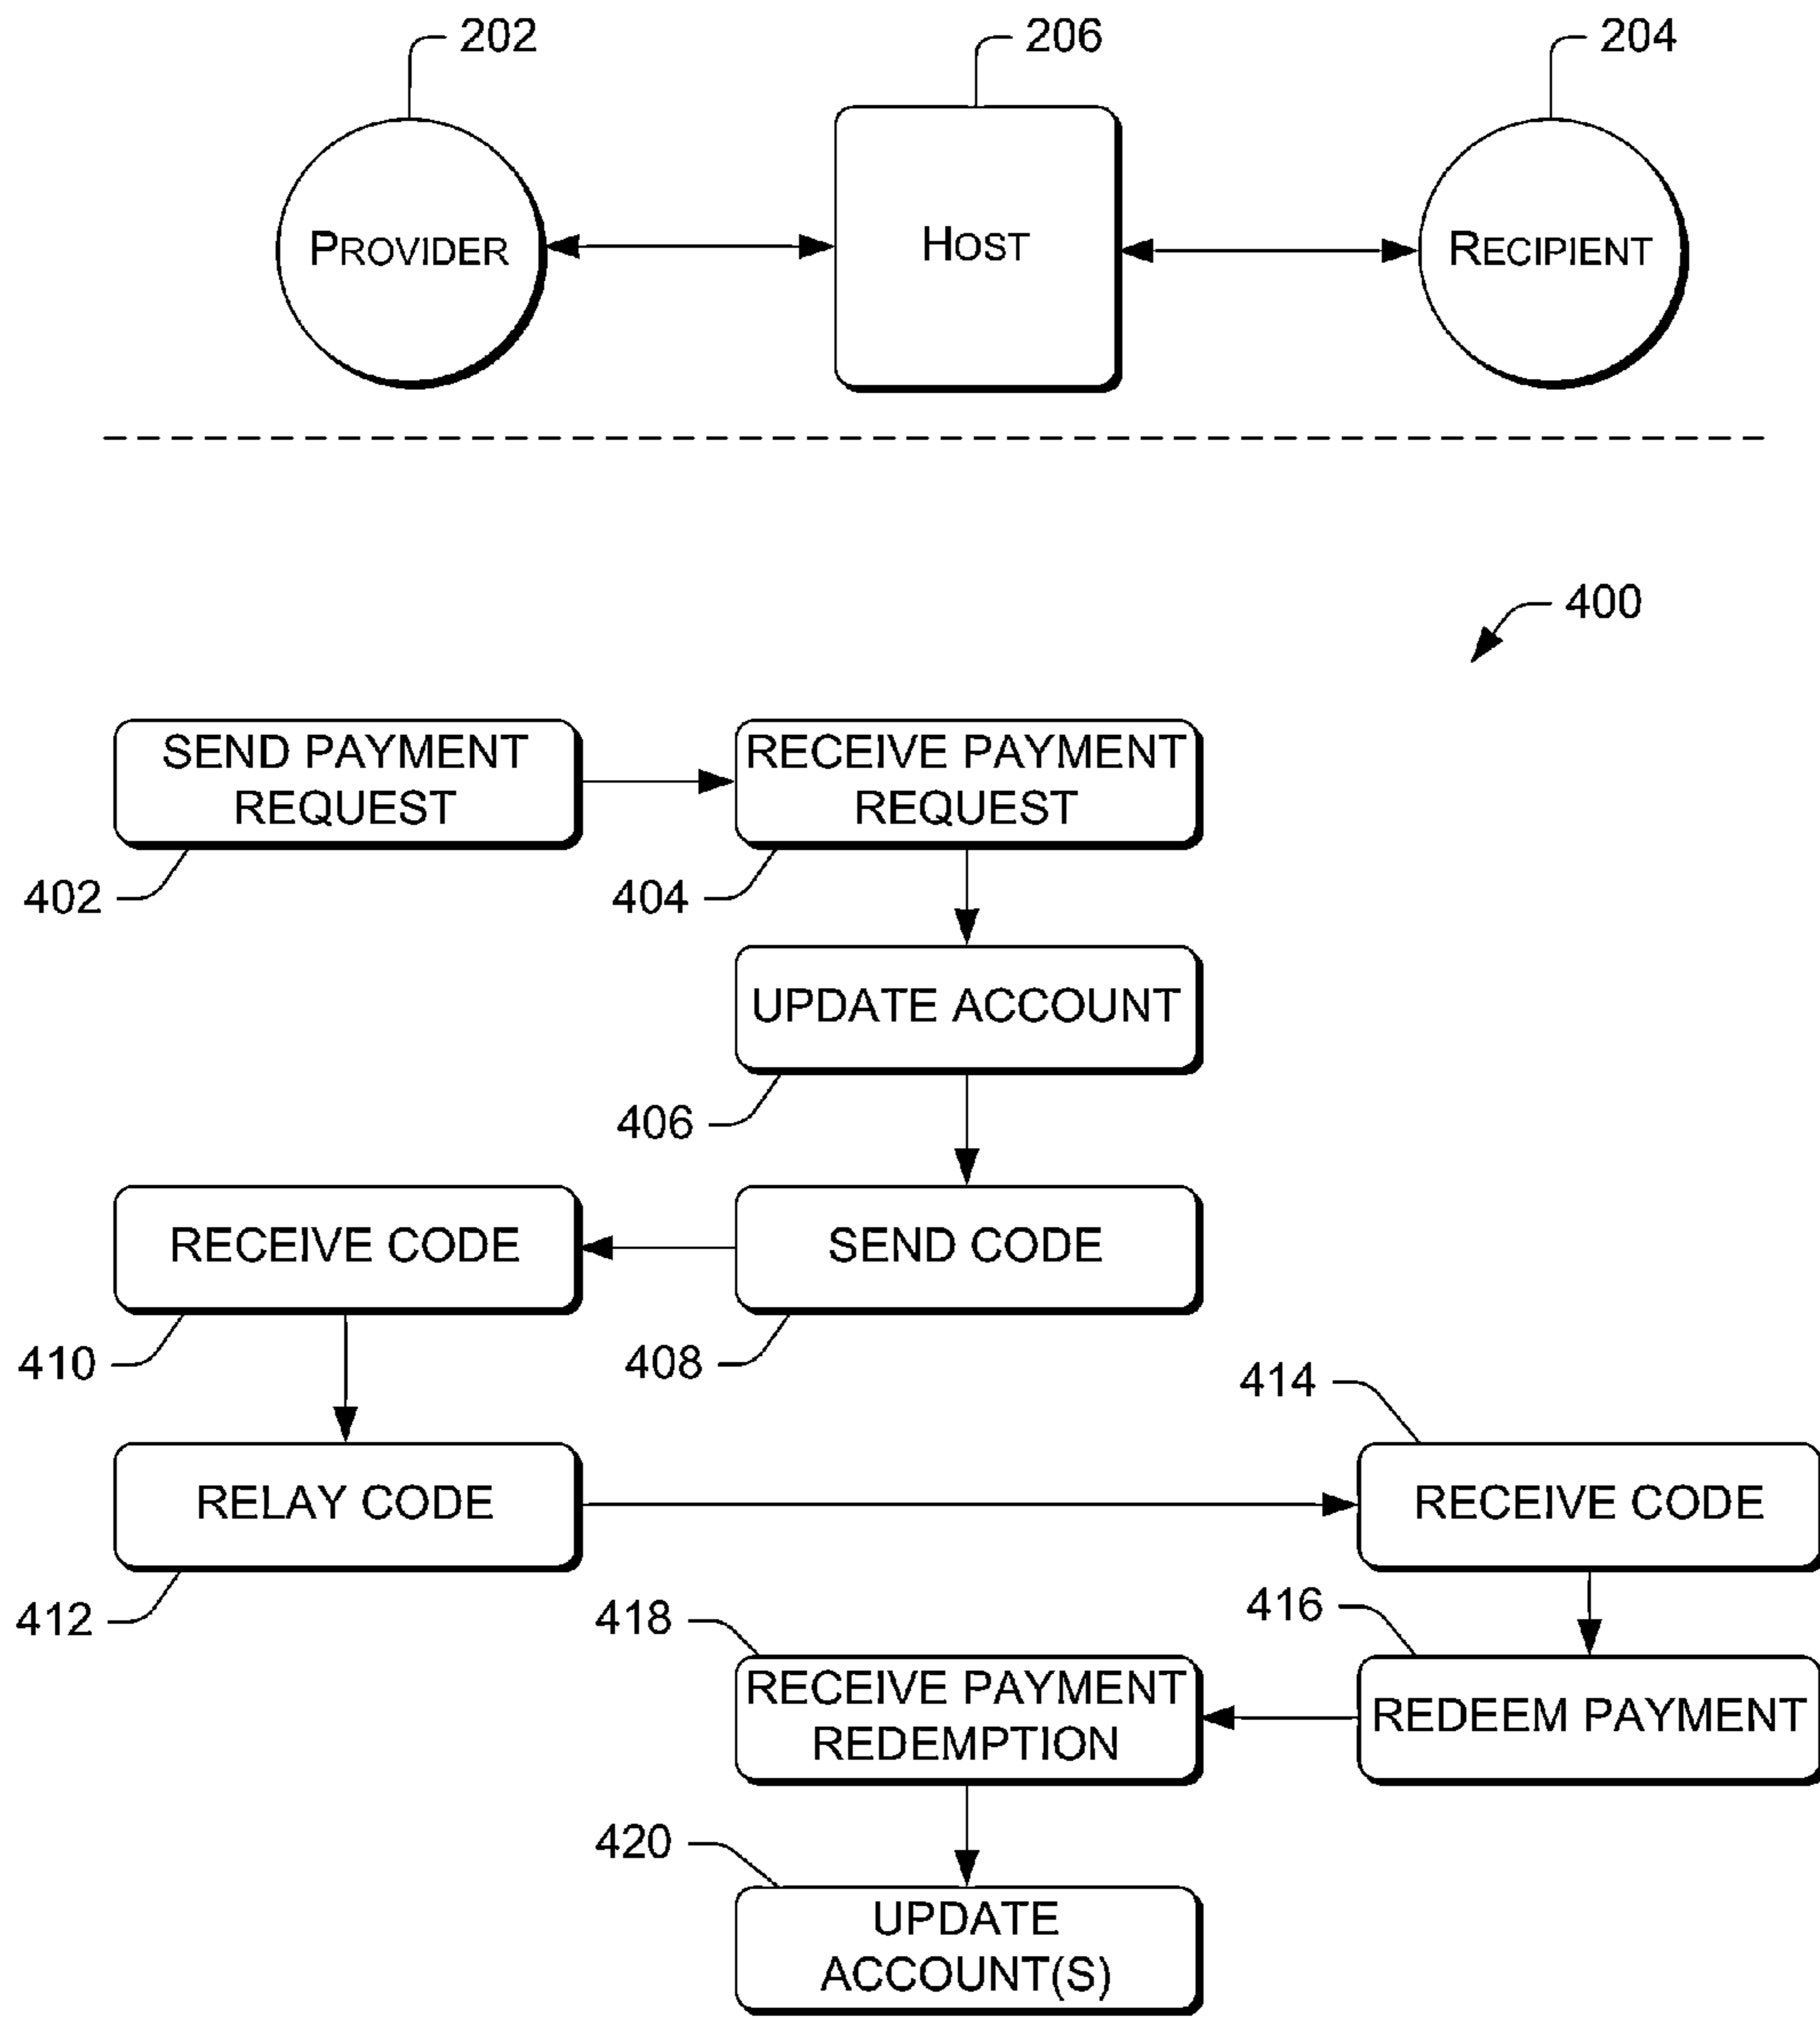 202
206
204
PROVIDER
HOST
RECIPIENT
400
SEND PAYMENT
REQUEST
RECEIVE PAYMENT
REQUEST
402
404
UPDATE ACCOUNT
406
RECEIVE CODE
SEND CODE
410
408
414
RELAY CODE
RECEIVE CODE
412
418
416
RECEIVE PAYMENT
REDEMPTION
REDEEM PAYMENT
420
UPDATE
ACCOUNT(S)